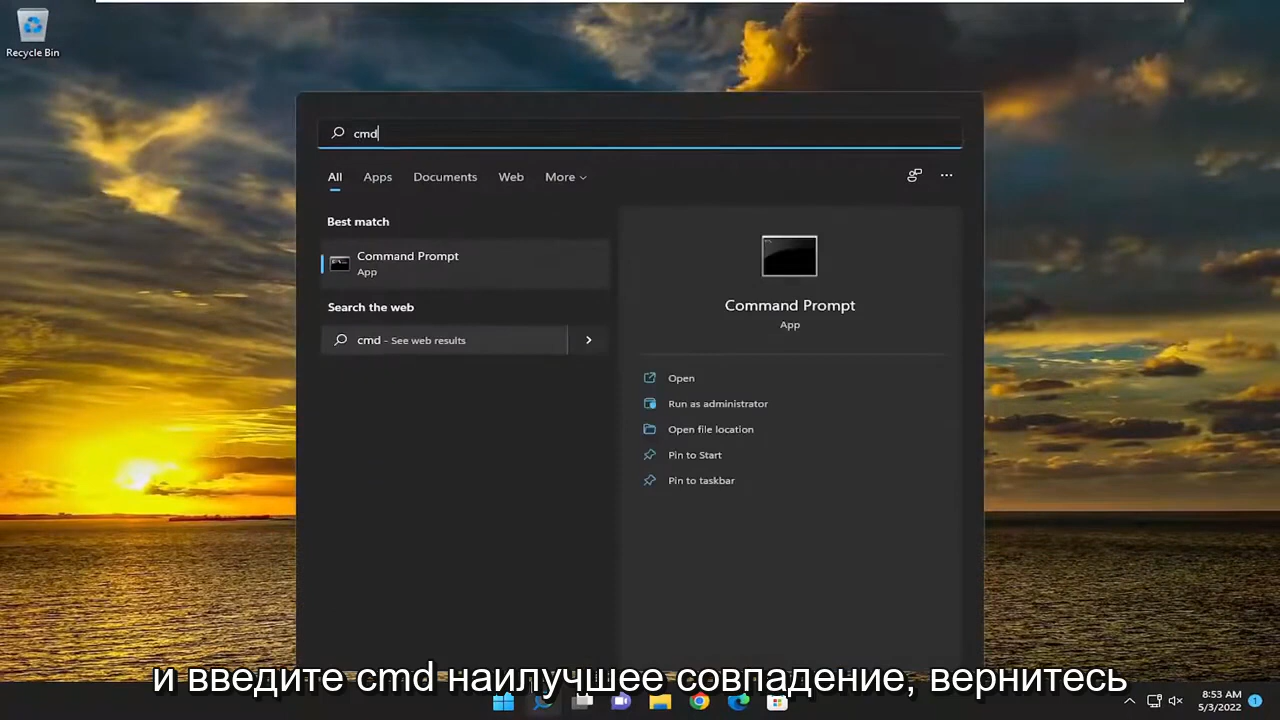 Recycle Bin
cmd
All Apps Documents Web More
Best match
Command Prompt
App
Search the web
cmd - See web results
Command Prompt
App
Open
Run as administrator
Open file location
Pin to Start
Pin to taskbar
и введите cmd наилучшее совпадение, вернитесь
8:53 AM
5/3/2022
1